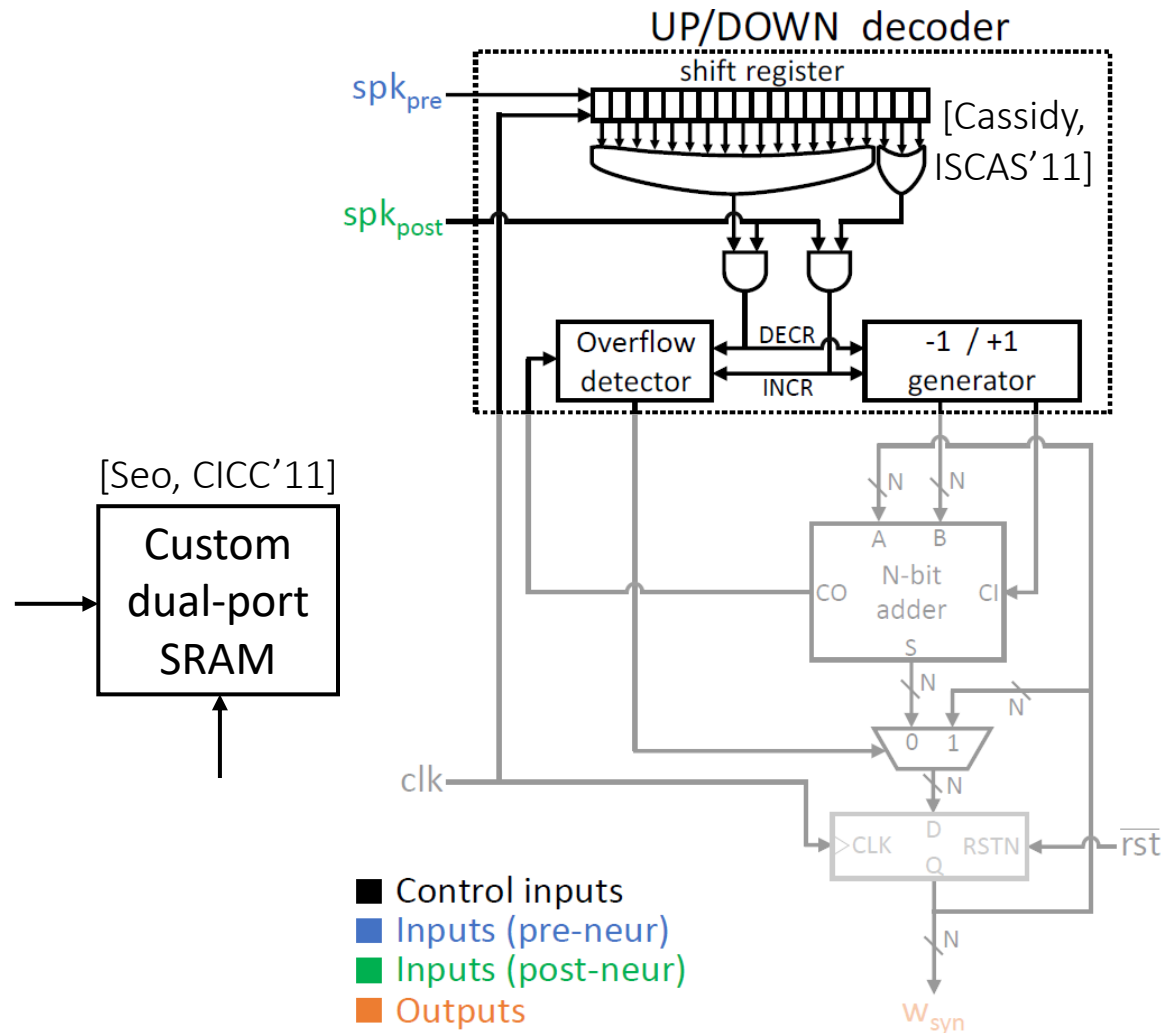 UP/DOWN decoder
shift register
spk_pre
[Cassidy,
ISCAS'11]
spk_post
Overflow
detector
DECR
INCR
-1 / +1
generator
[Seo, CICC'11]
Custom
dual-port
SRAM
N
N
A
B
N-bit
adder
CO
CI
S
N
N
0
1
clk
N
D
CLK
RSTN
Q
rst
Control inputs
Inputs (pre-neur)
Inputs (post-neur)
Outputs
N
w_syn